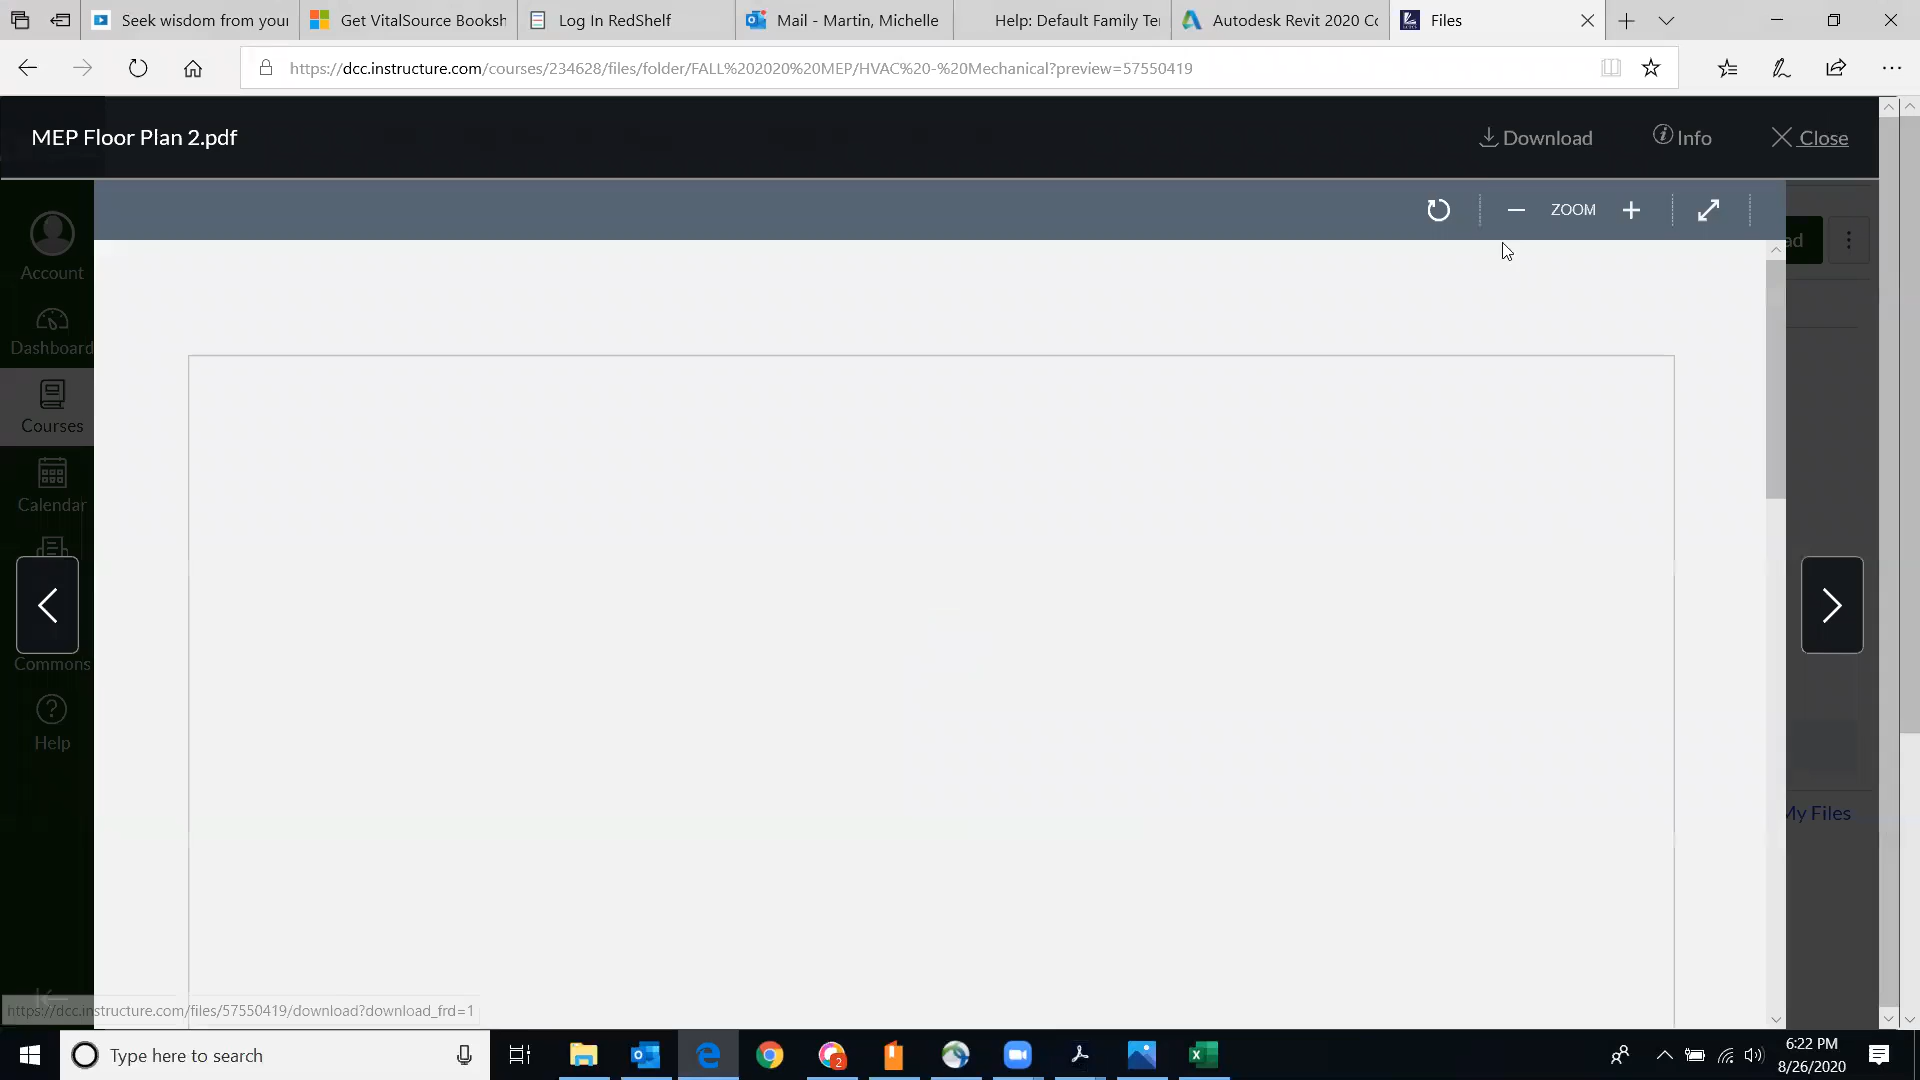 Seek wisdom from your
Get VitalSource Booksh
Log In RedShelf
Mail - Martin, Michelle
Help: Default Family Te
Autodesk Revit 2020 Co
Files
https://dcc.instructure.com/courses/234628/files/folder/FALL%202020%20MEP/HVAC%20-%20Mechanical?preview=57550419
MEP Floor Plan 2.pdf
Download
Info
Close
ZOOM
ad
Account
Dashboard
Courses
Calendar
Commons
Help
My Files
https://dcc.instructure.com/files/57550419/download?download_frd=1
Type here to search
2
6:22 PM
8/26/2020